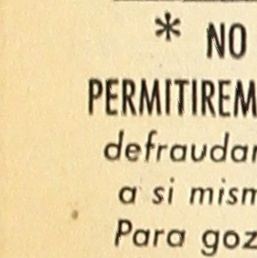 * NO
PERMITIREM
defraudar
a si mism
Para goz